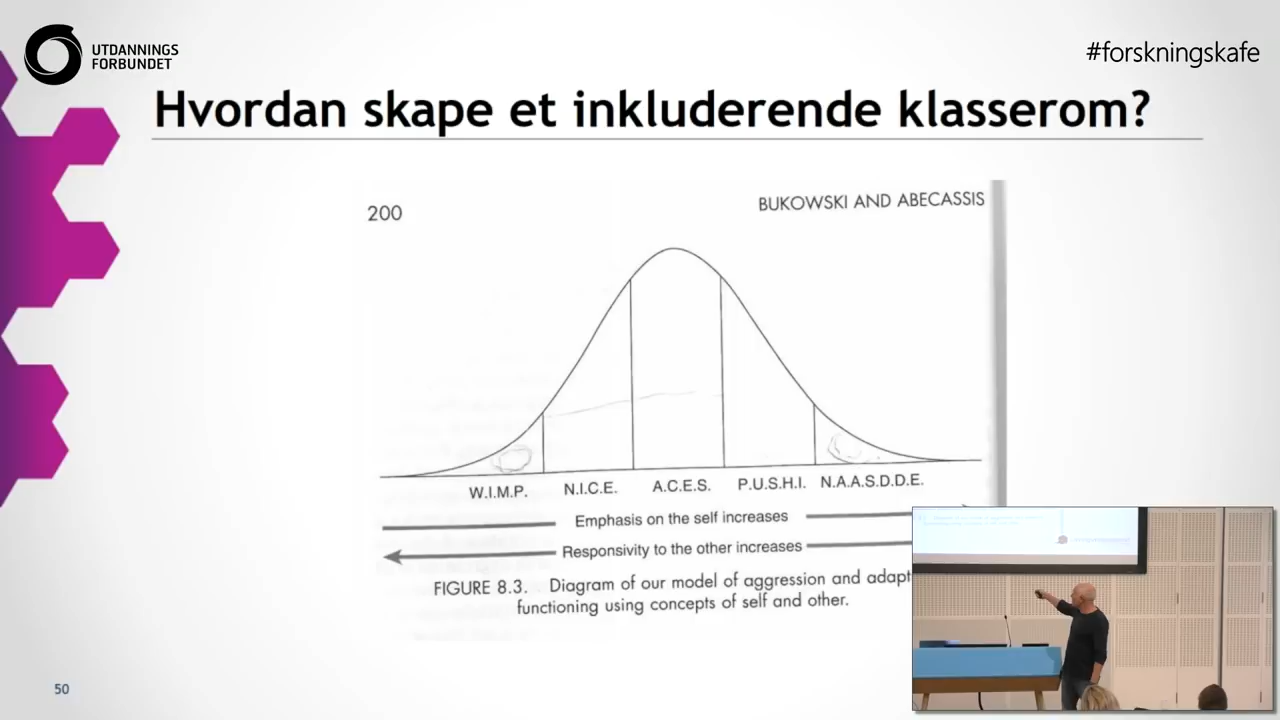 UTDANNINGS
FORBUNDET
#forskningskafe
Hvordan skape et inkluderende klasserom?
200
BUKOWSKI AND ABECASSIS
W.I.M.P. N.I.C.E. A.C.E.S. P.U.S.H.I. N.A.A.S.D.D.E.
Emphasis on the self increases
Responsivity to the other increases
FIGURE 8.3. Diagram of our model of aggression and adapt
functioning using concepts of self and other.
50